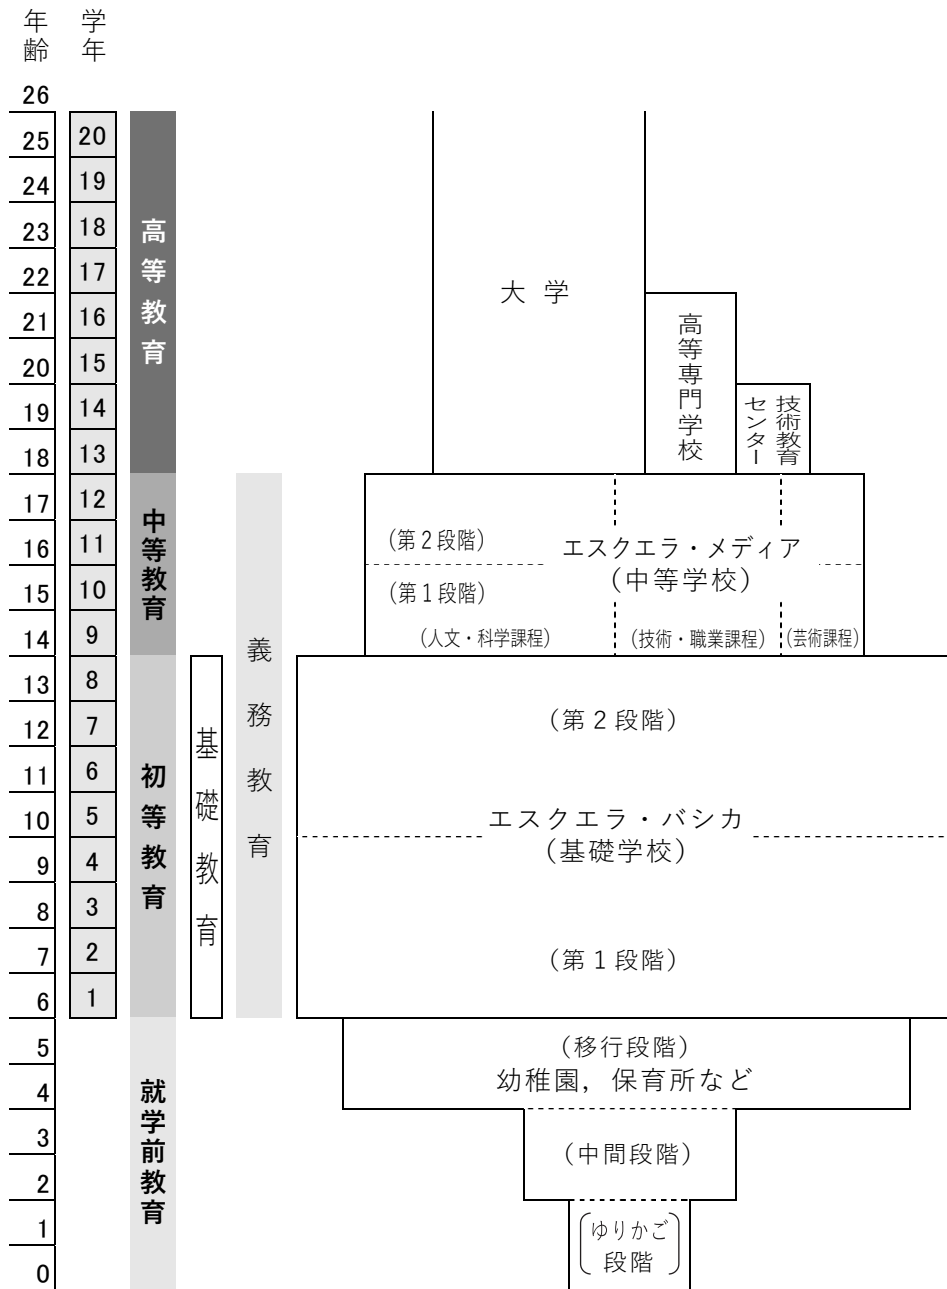 年齢
学年
26
25
24
23
22
21
20
19
18
17
16
15
14
13
12
11
10
9
8
7
6
5
4
3
2
1
0
20
19
18
17
16
15
14
13
12
11
10
9
8
7
6
5
4
3
2
1
高等教育
中等教育
初等教育
就学前教育
基礎教育
義務教育
大学
高等専門学校
技術教育
センター
(第2段階)
エスクエラ・メディア
(中等学校)
(第1段階)
(人文・科学課程)
(技術・職業課程)
(芸術課程)
(第2段階)
エスクエラ・バシカ
(基礎学校)
(第1段階)
(移行段階)
幼稚園，保育所など
(中間段階)
〔ゆりかご
段階〕